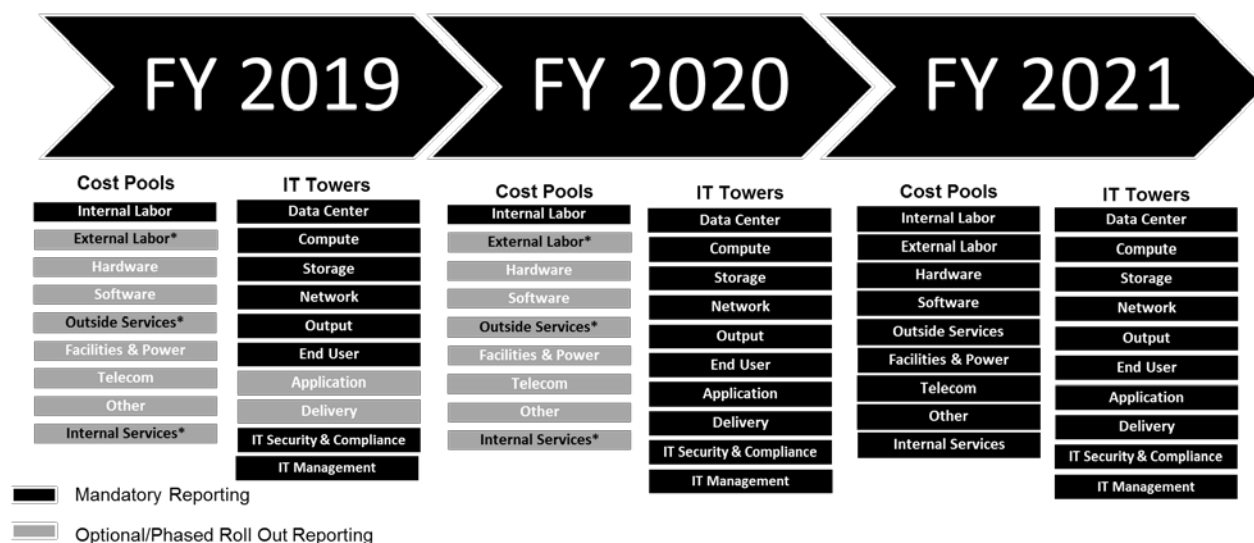 FY 2019
FY 2020
FY 2021
Cost Pools
Internal Labor
External Labor*
Hardware
Software
Outside Services*
Facilities & Power
Telecom
Other
Internal Services*
IT Towers
Data Center
Compute
Storage
Network
Output
End User
Application
Delivery
IT Security & Compliance
IT Management
Cost Pools
Internal Labor
External Labor*
Hardware
Software
Outside Services*
Facilities & Power
Telecom
Other
Internal Services*
IT Towers
Data Center
Compute
Storage
Network
Output
End User
Application
Delivery
IT Security & Compliance
IT Management
Cost Pools
Internal Labor
External Labor
Hardware
Software
Outside Services
Facilities & Power
Telecom
Other
Internal Services
IT Towers
Data Center
Compute
Storage
Network
Output
End User
Application
Delivery
IT Security & Compliance
IT Management
Mandatory Reporting
Optional/Phased Roll Out Reporting